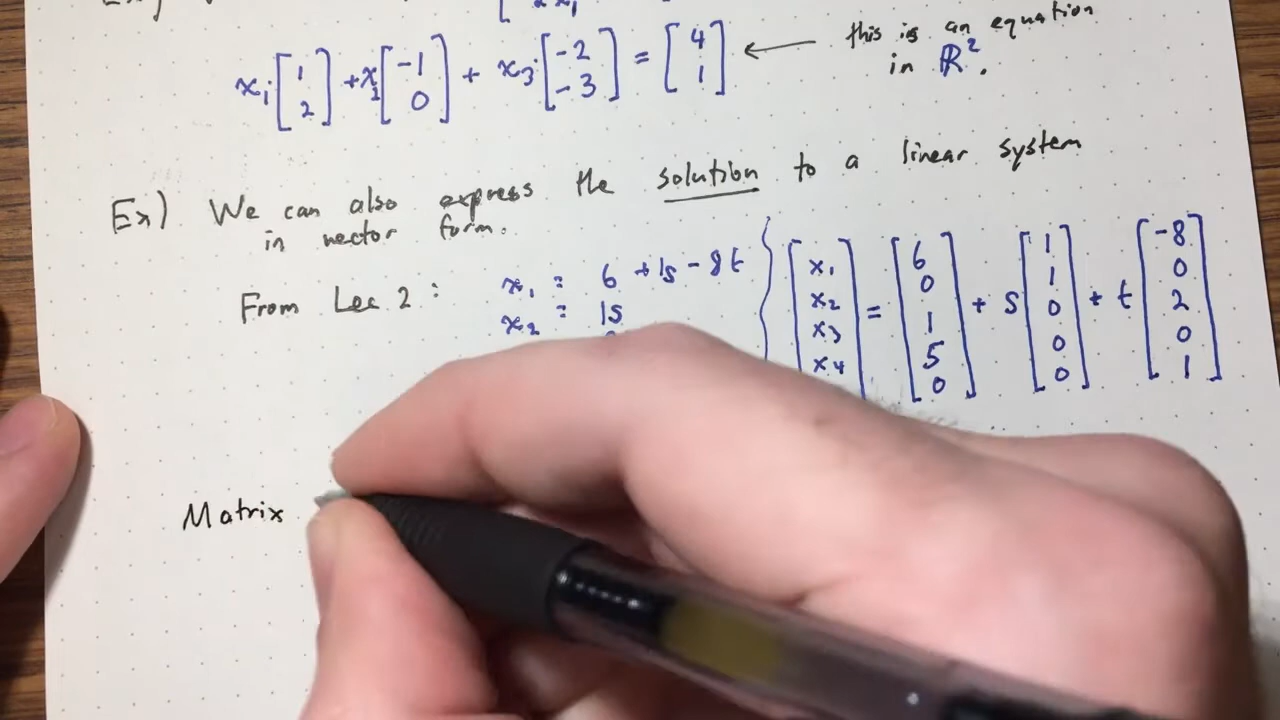 x₁ [1 2] + x₂ [-1 0] + x₃ [-2 -3] = [4 1] ← this is an equation
in ℝ².
Ex) We can also express the solution to a linear system
in vector form.
From Lec 2: x₁ = 6 + 1s - 8t
x₂ = 1s
[x₁ x₂ x₃ x₄] = [6 0 1 5 0] + s [1 1 0 0 0] + t [-8 0 2 0 1]
Matrix